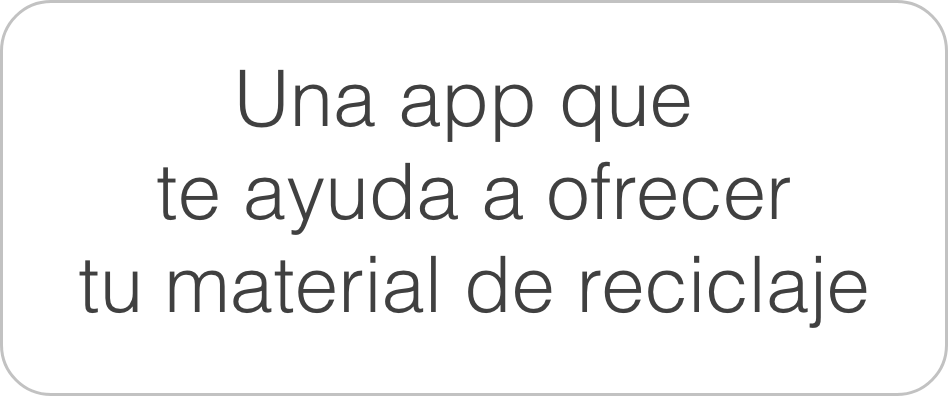 Una app que
te ayuda a ofrecer
tu material de reciclaje